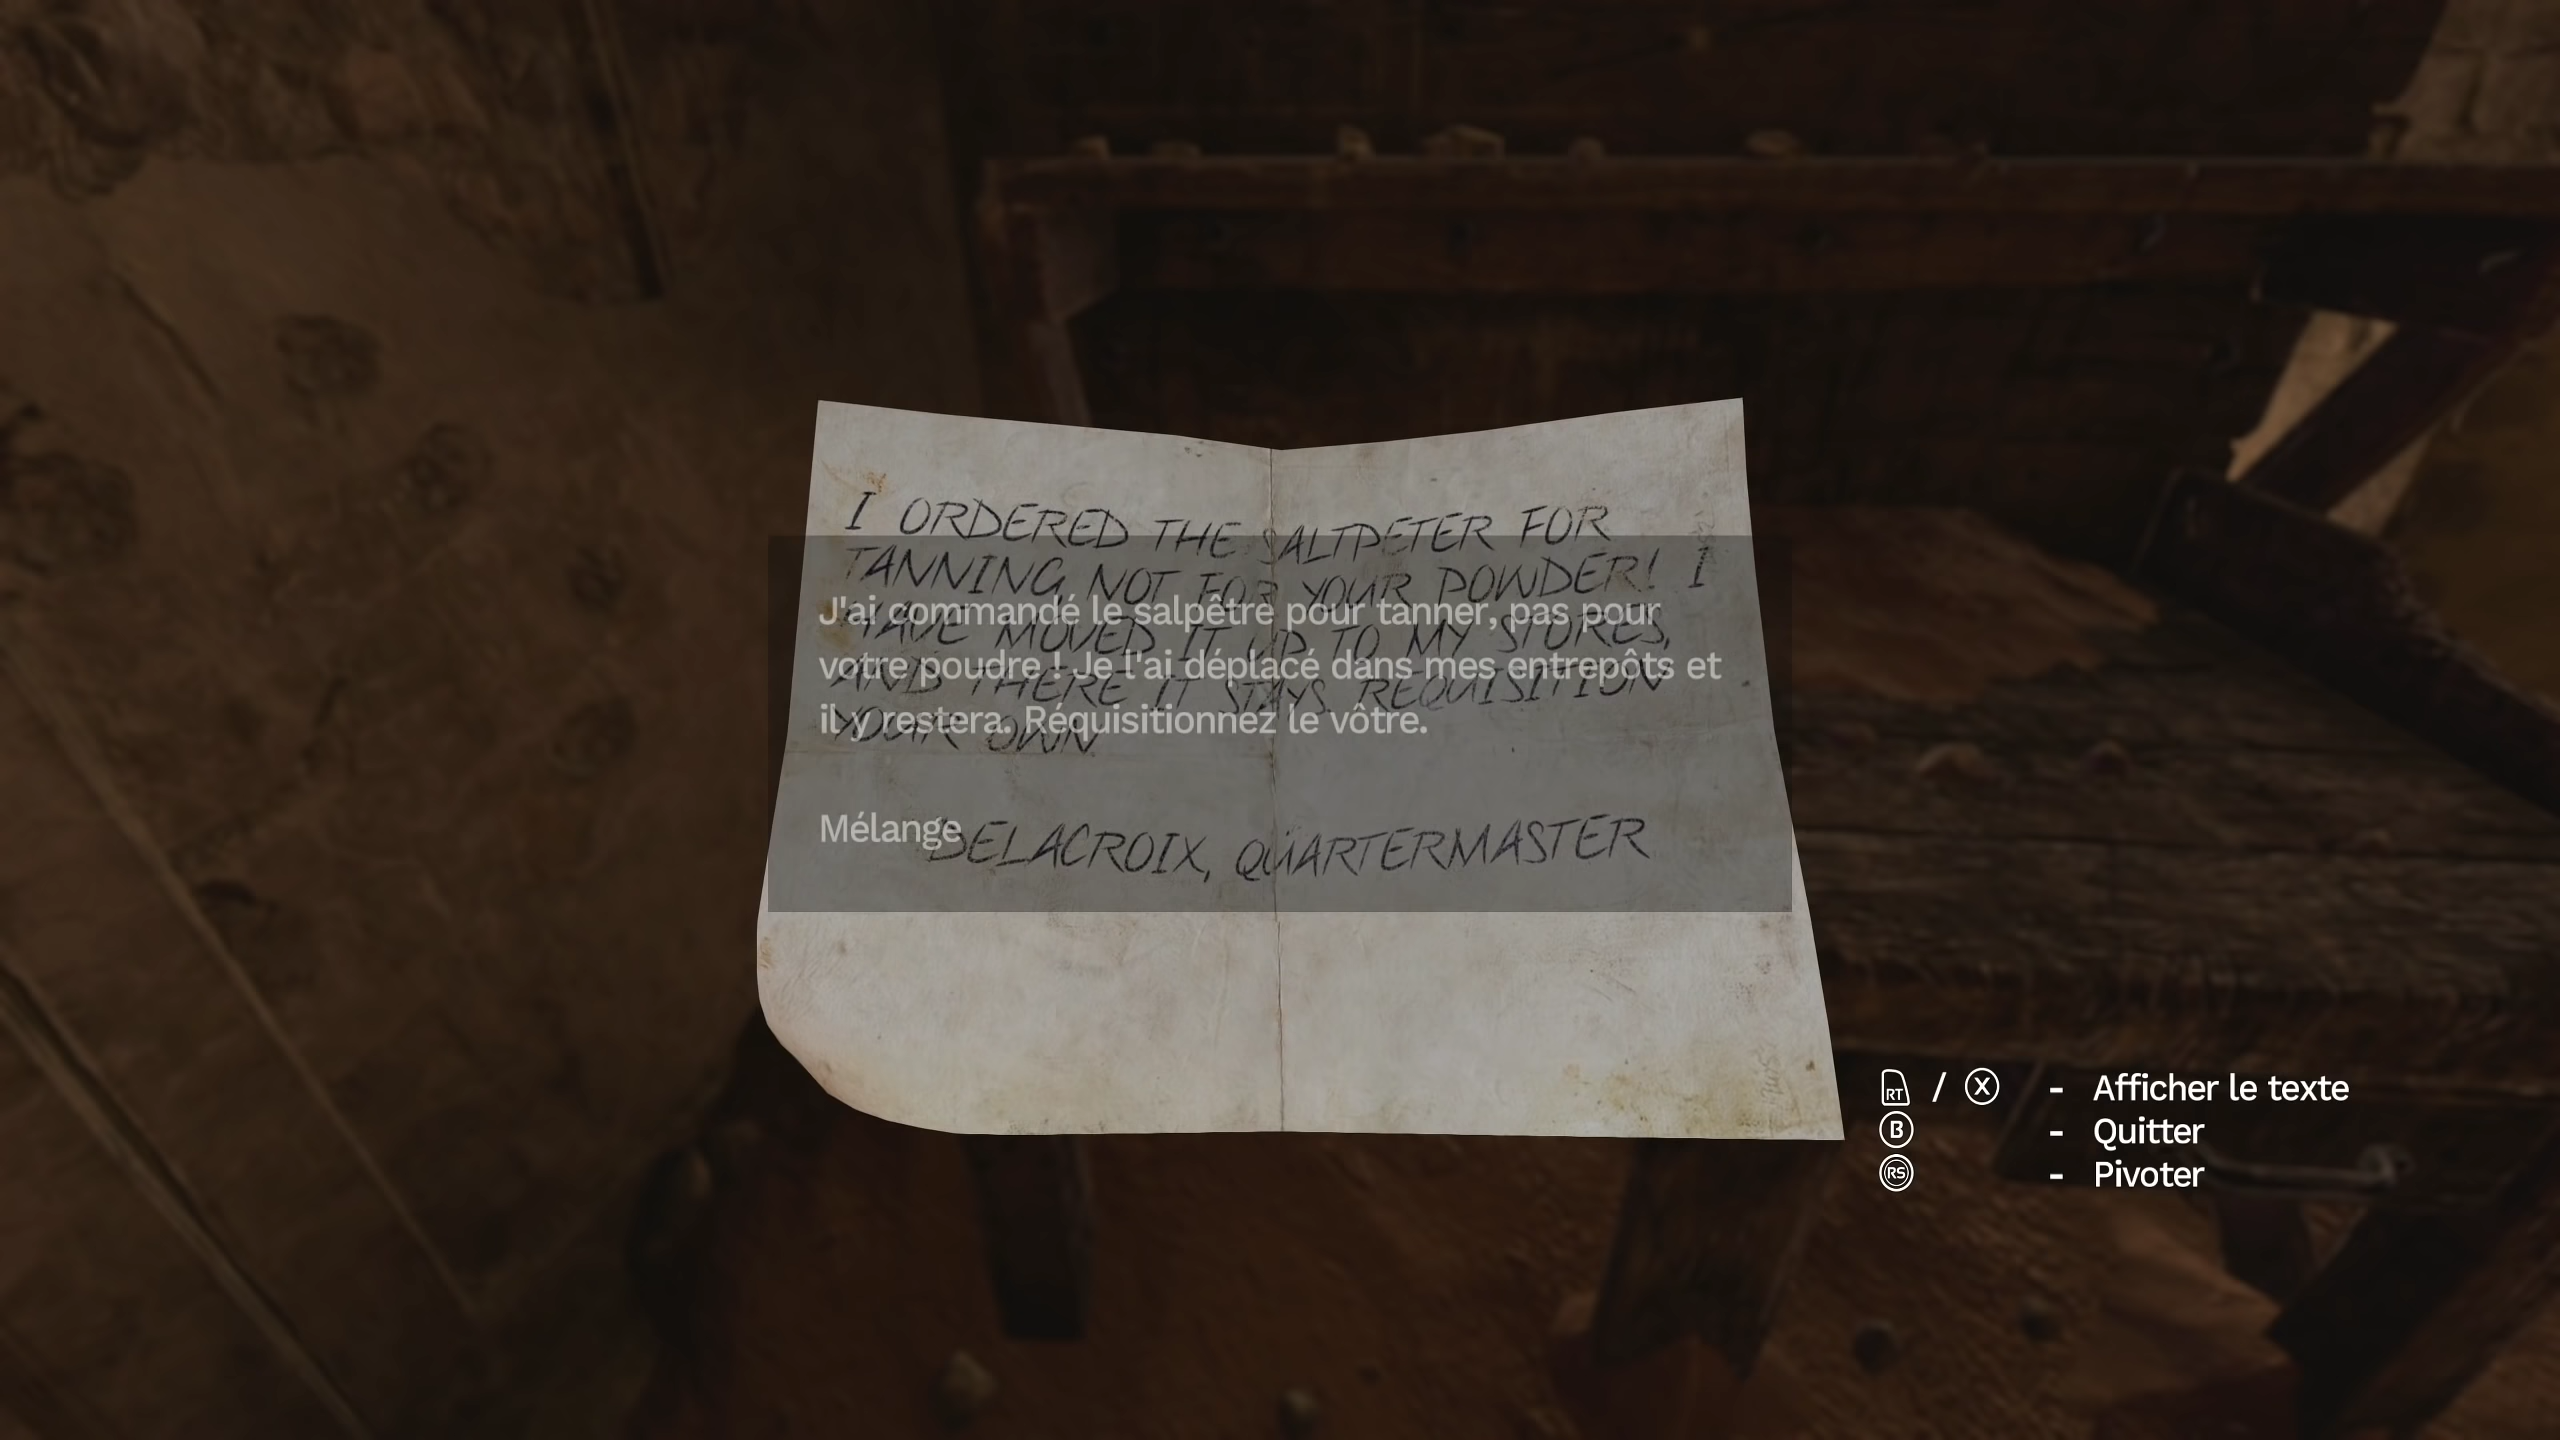 I ORDERED THE SALTPETER FOR
TANNING, NOT FOR YOUR POWDER! I
HAVE MOVED IT UP TO MY STORES,
AND THERE IT STAYS. REQUISITION
YOUR OWN.
DELACROIX, QUARTERMASTER
J'ai commandé le salpêtre pour tanner, pas pour
votre poudre ! Je l'ai déplacé dans mes entrepôts et
il y restera. Réquisitionnez le vôtre.
Mélange
RT / X - Afficher le texte
B - Quitter
RS - Pivoter